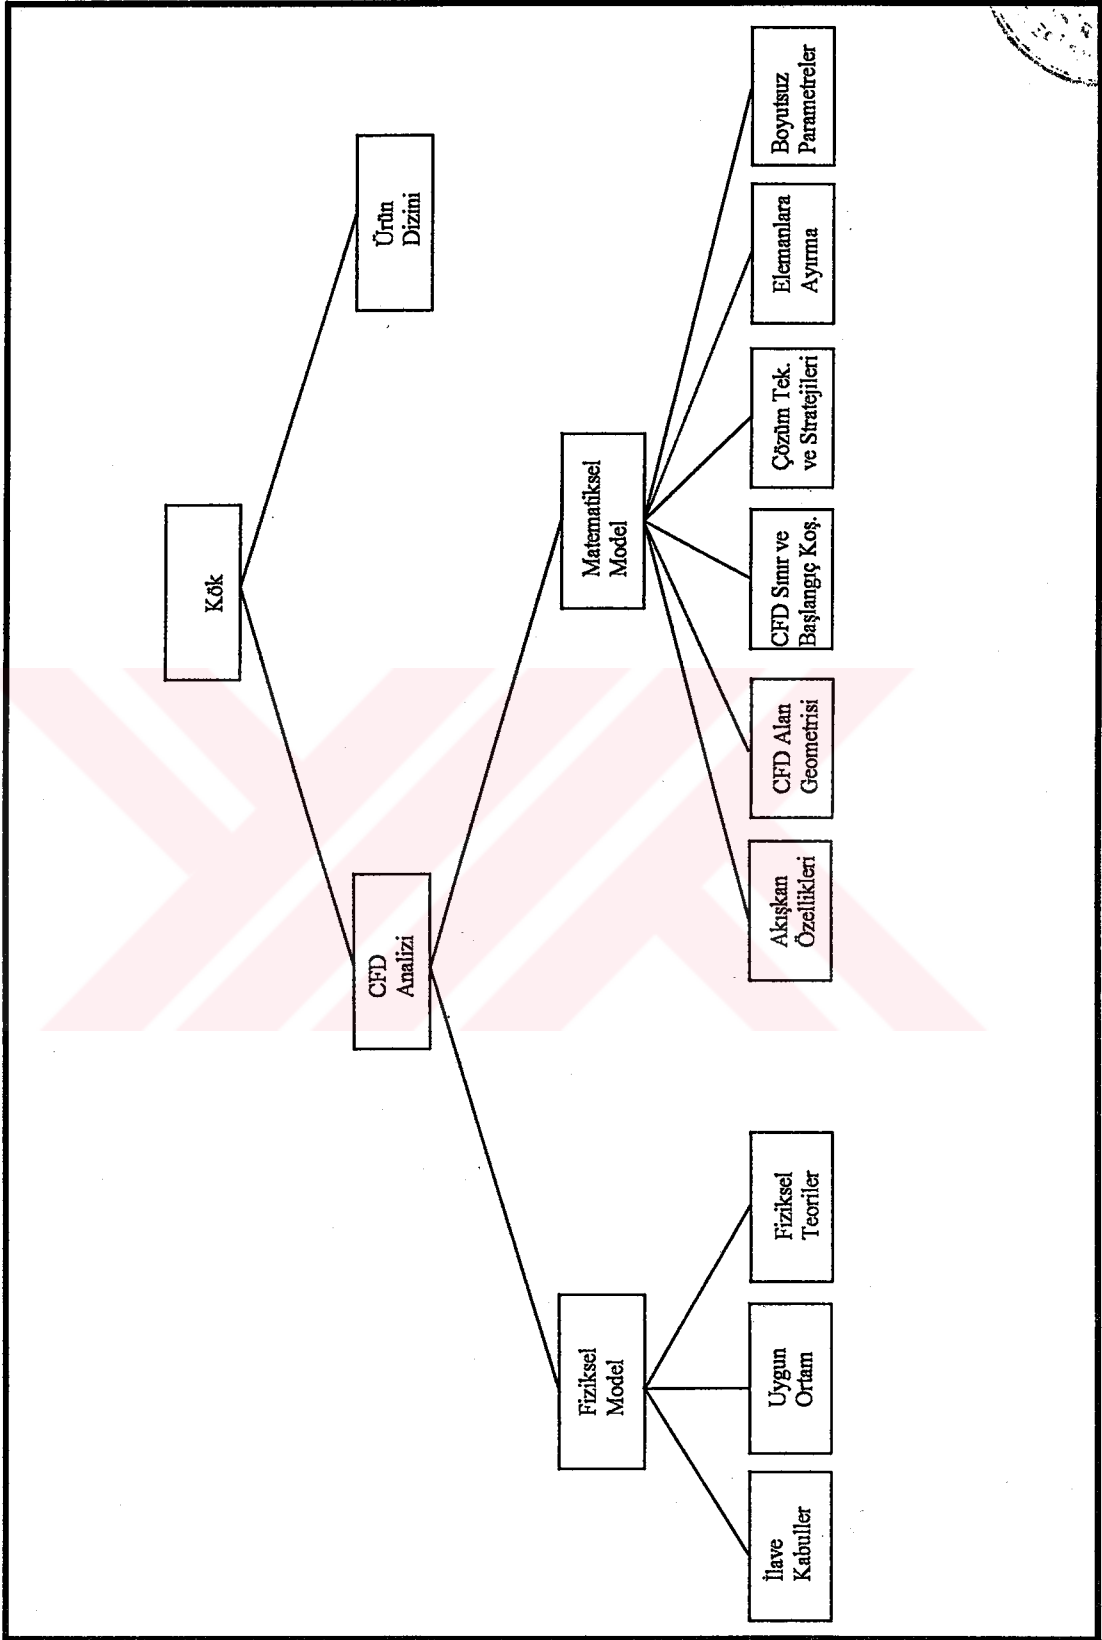 Kök
CFD
Analizi
Ürün
Dizini
Fiziksel
Model
Matematiksel
Model
İlave
Kabuller
Uygun
Ortam
Fiziksel
Teoriler
Akışkan
Özellikleri
CFD Alan
Geometrisi
CFD Sınır ve
Başlangıç Koş.
Çözüm Tek.
ve Stratejileri
Elemanlara
Ayırma
Boyutsuz
Parametreler